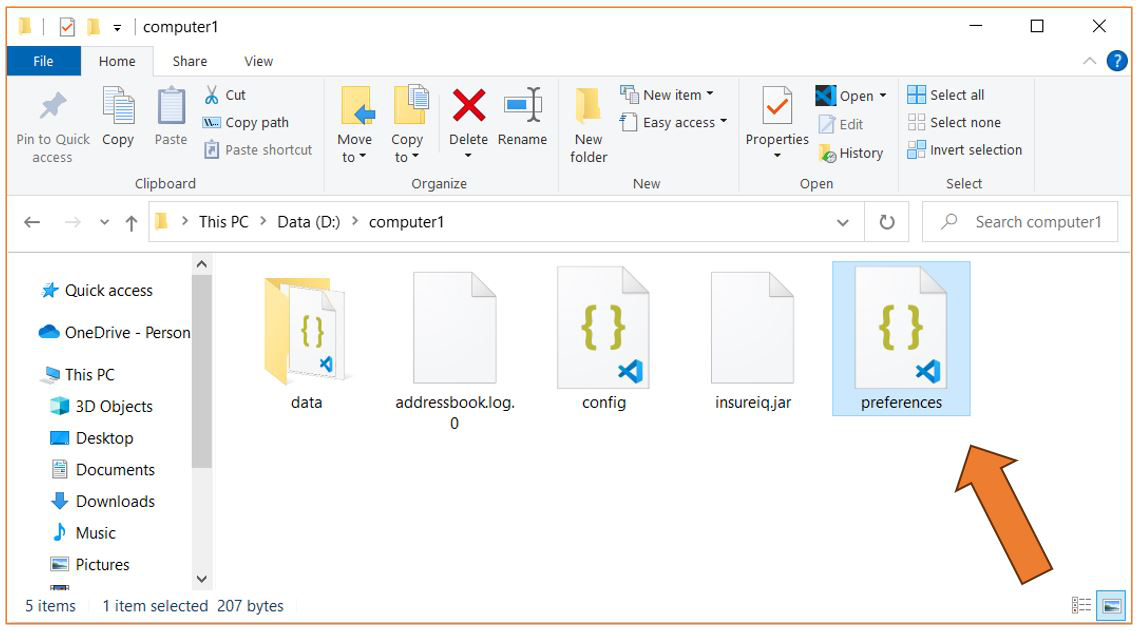 computer1
File Home Share View
Pin to Quick access
Copy
Paste
Cut
Copy path
Paste shortcut
Clipboard
Move to
Copy to
Delete
Rename
Organize
New folder
New item
Easy access
New
Properties
Open
Edit
History
Open
Select all
Select none
Invert selection
Select
This PC > Data (D:) > computer1
Search computer1
Quick access
OneDrive - Person
This PC
3D Objects
Desktop
Documents
Downloads
Music
Pictures
data
addressbook.log.
0
config
insureiq.jar
preferences
5 items 1 item selected 207 bytes